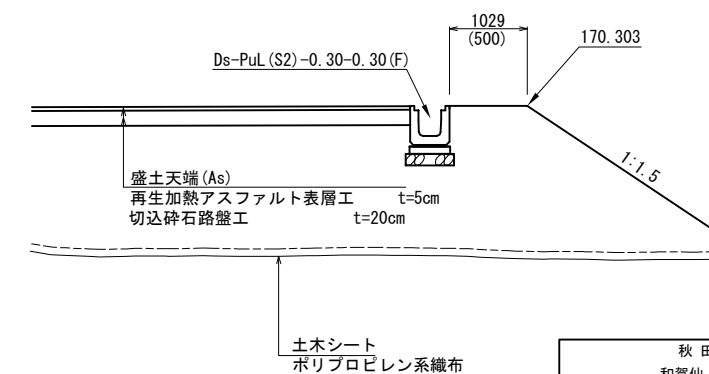 1029
(500)
170.303
Ds-PuL(S2)-0.30-0.30(F)
1:1.5
盛土天端(As)
再生加熱アスファルト表層工 t=5cm
切込砕石路盤工 t=20cm
土木シート
ポリプロピレン系織布
秋 田
和賀仙